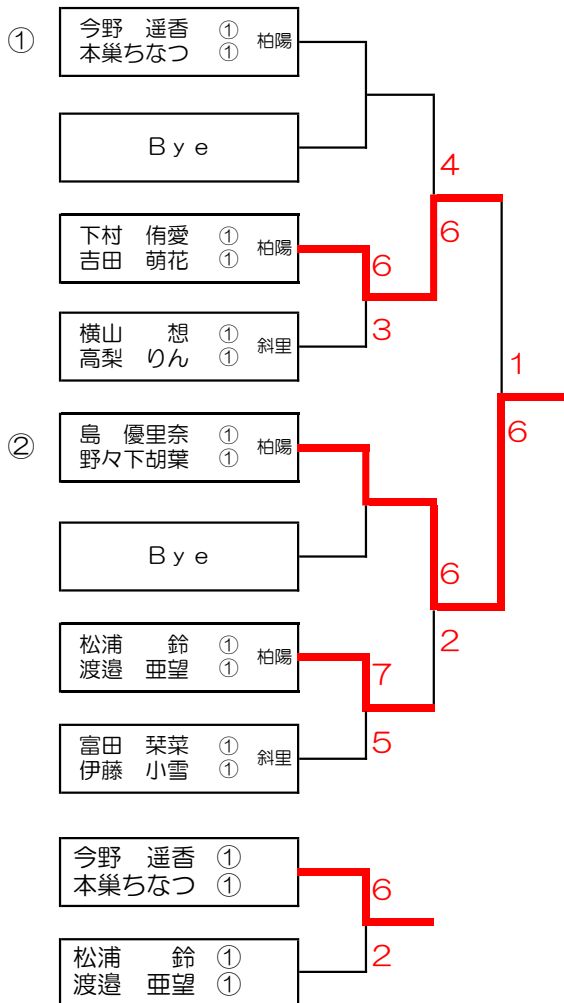 ① 今野 遥香 ① 柏陽
本巣ちなつ ①
Bye
4
下村 侑愛 ① 柏陽
吉田 萌花 ①
6
6
横山 想 ① 斜里
高梨 りん ①
3
1
② 島 優里奈 ① 柏陽
野々下胡葉 ①
6
Bye
6
松浦 鈴 ① 柏陽
渡邉 亜望 ①
7
2
富田 栞菜 ① 斜里
伊藤 小雪 ①
5
今野 遥香 ①
本巣ちなつ ①
6
松浦 鈴 ①
渡邉 亜望 ①
2